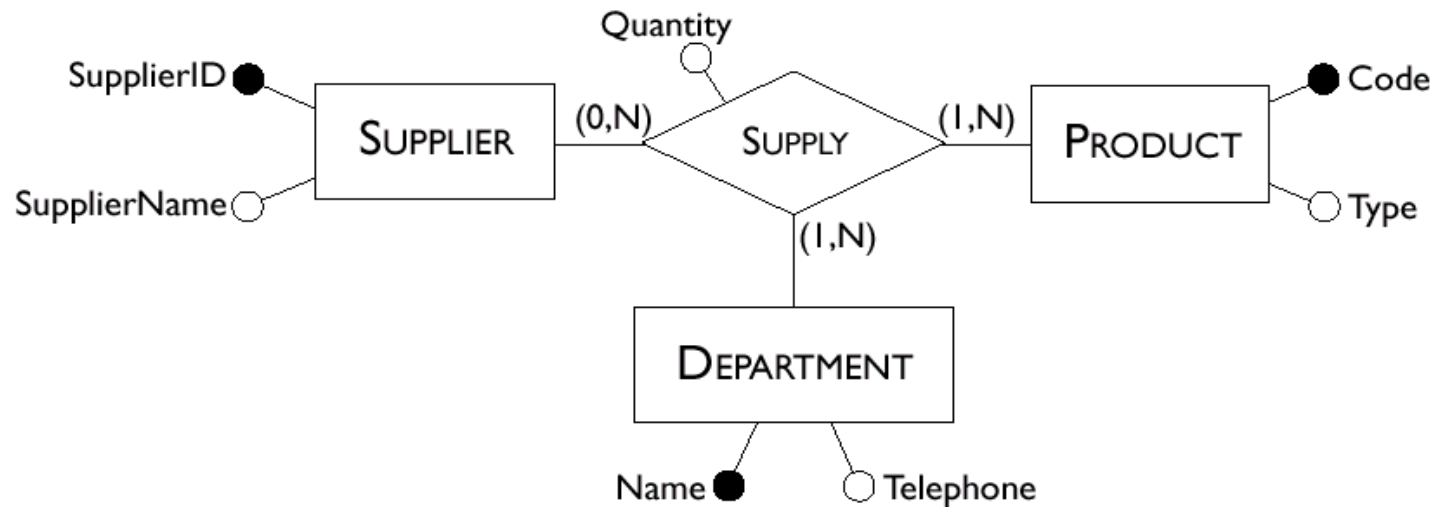 Quantity
SupplierID
Code
(0,N)
(1,N)
SUPPLIER
SUPPLY
PRODUCT
SupplierName
Type
(1,N)
DEPARTMENT
Name
Telephone